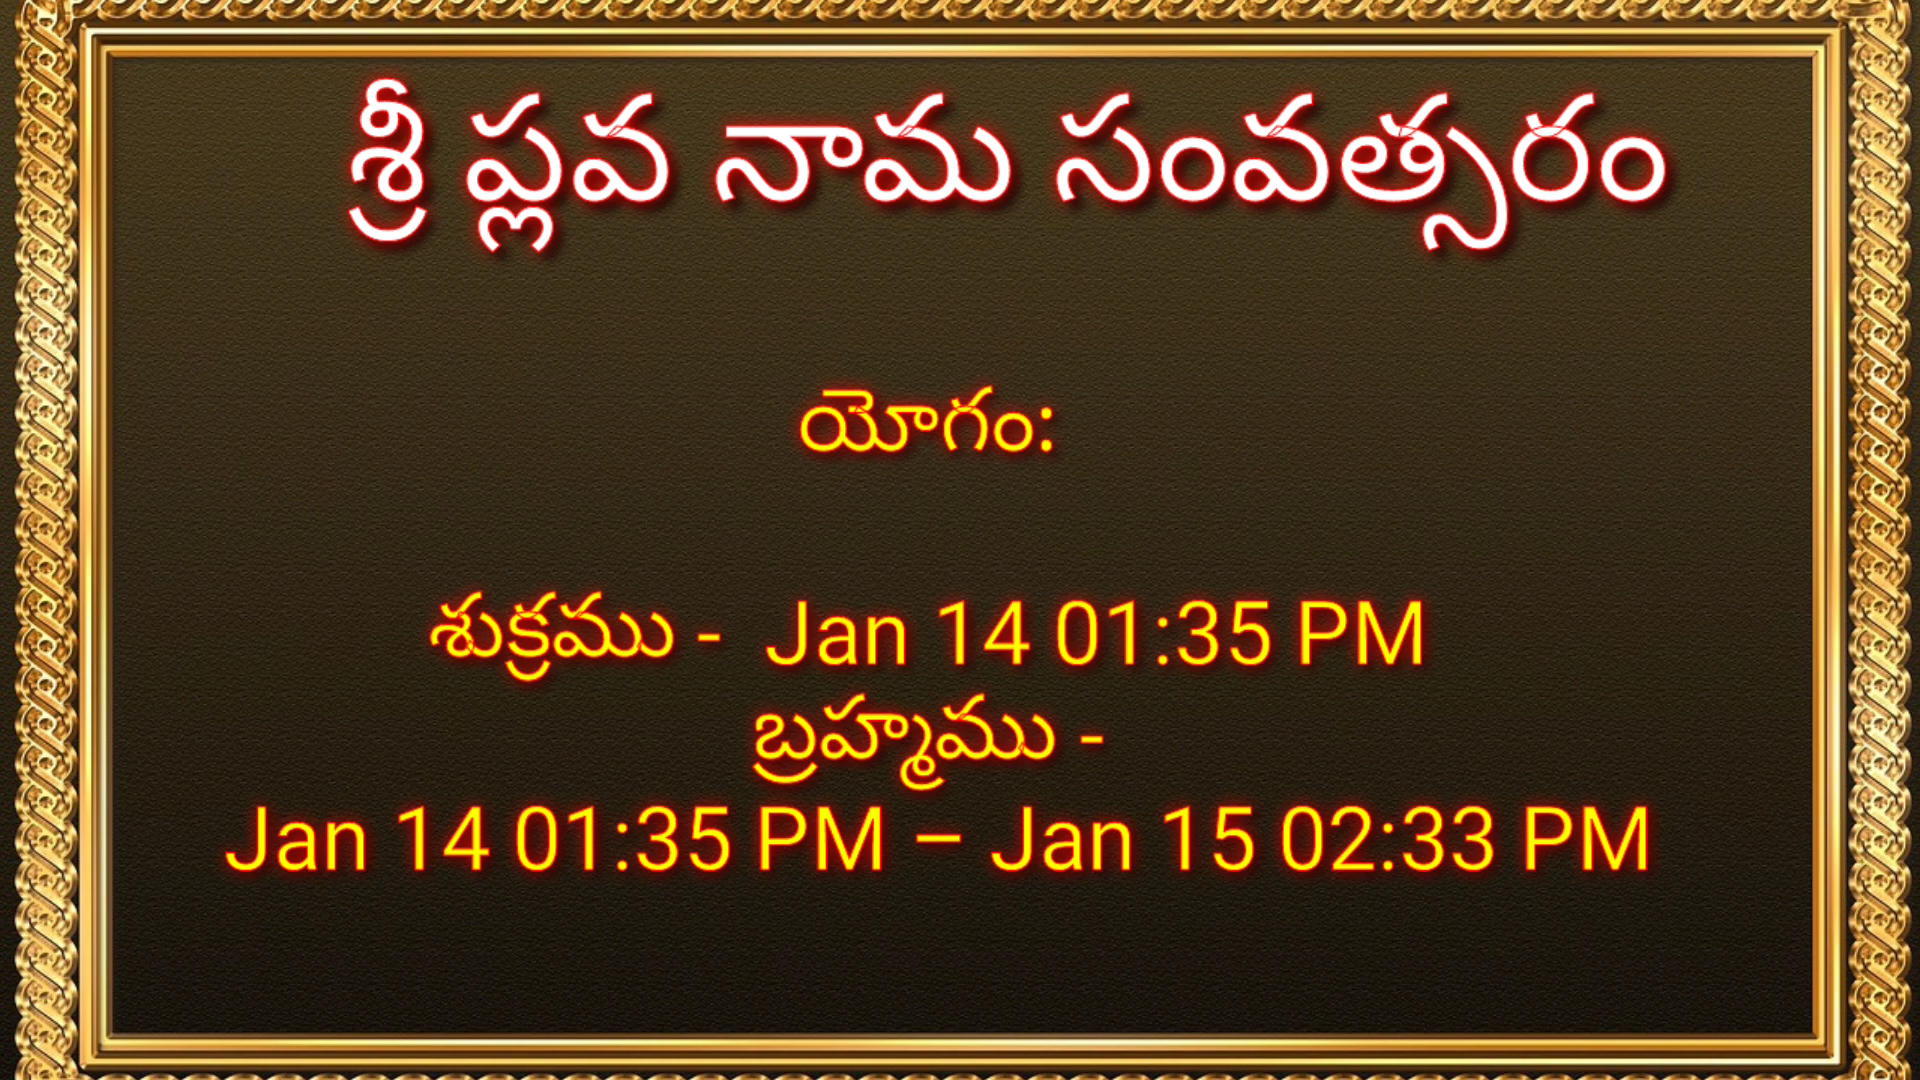 శ్రీ ప్లవ నామ సంవత్సరం
యోగం:
శుక్రము - Jan 14 01:35 PM
బ్రహ్మము -
Jan 14 01:35 PM – Jan 15 02:33 PM